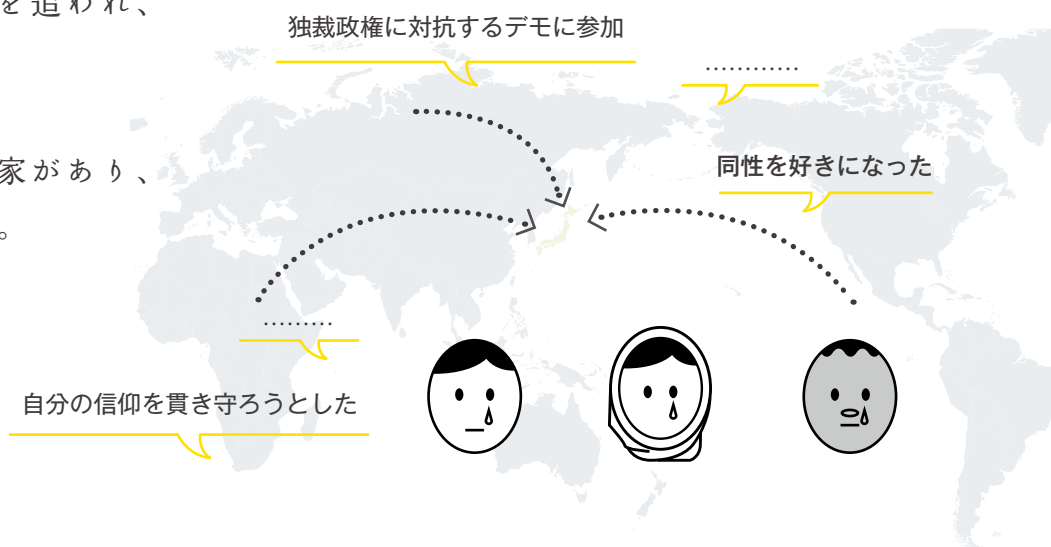 を追われ、
独裁政権に対抗するデモに参加
…………
家があり、
同性を好きになった
。
………
自分の信仰を貫き守ろうとした